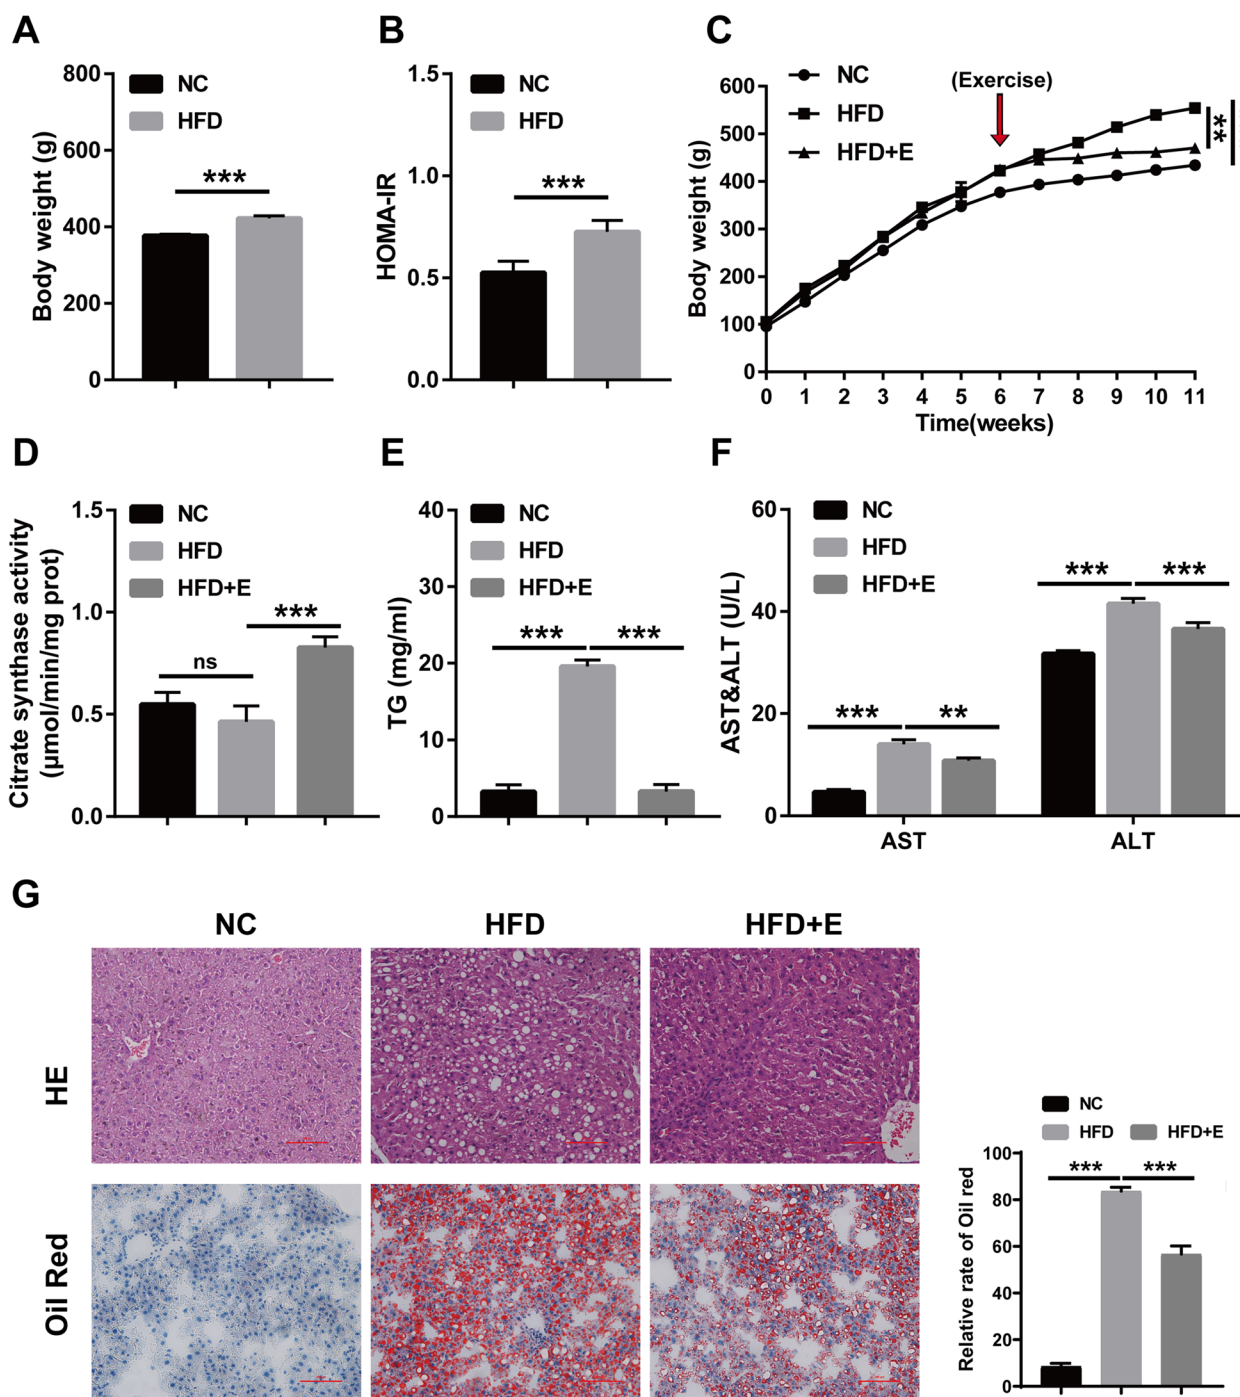 A
Body weight (g)
800
600
400
200
0
NC
HFD
***
B
HOMA-IR
1.5
1.0
0.5
0.0
NC
HFD
***
C
Body weight (g)
600
500
400
300
200
100
0
NC
HFD
HFD+E
(Exercise)
**
0 1 2 3 4 5 6 7 8 9 10 11
Time(weeks)
D
Citrate synthase activity
(μmol/min/mg prot)
1.5
1.0
0.5
0.0
NC
HFD
HFD+E
ns
***
E
TG (mg/ml)
40
30
20
10
0
NC
HFD
HFD+E
*** ***
F
AST&ALT (U/L)
60
40
20
0
NC
HFD
HFD+E
*** **
*** ***
AST ALT
G
NC HFD HFD+E
HE
Oil Red
NC
HFD HFD+E
Relative rate of Oil red
100
80
60
40
20
0
*** ***